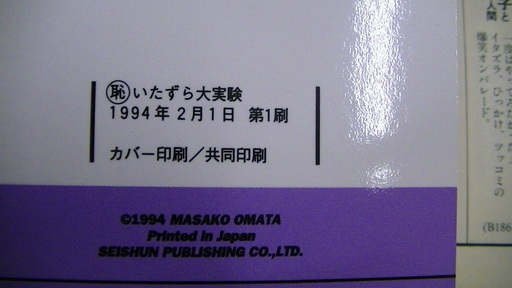 恥いたずら大実験
1994年2月1日 第1刷
カバー印刷／共同印刷
©1994 MASAKO OMATA
Printed in Japan
SEISHUN PUBLISHING CO.,LTD.
イタズラ、ひっかけ、ツッコミの
爆笑オンパレード。
(B186